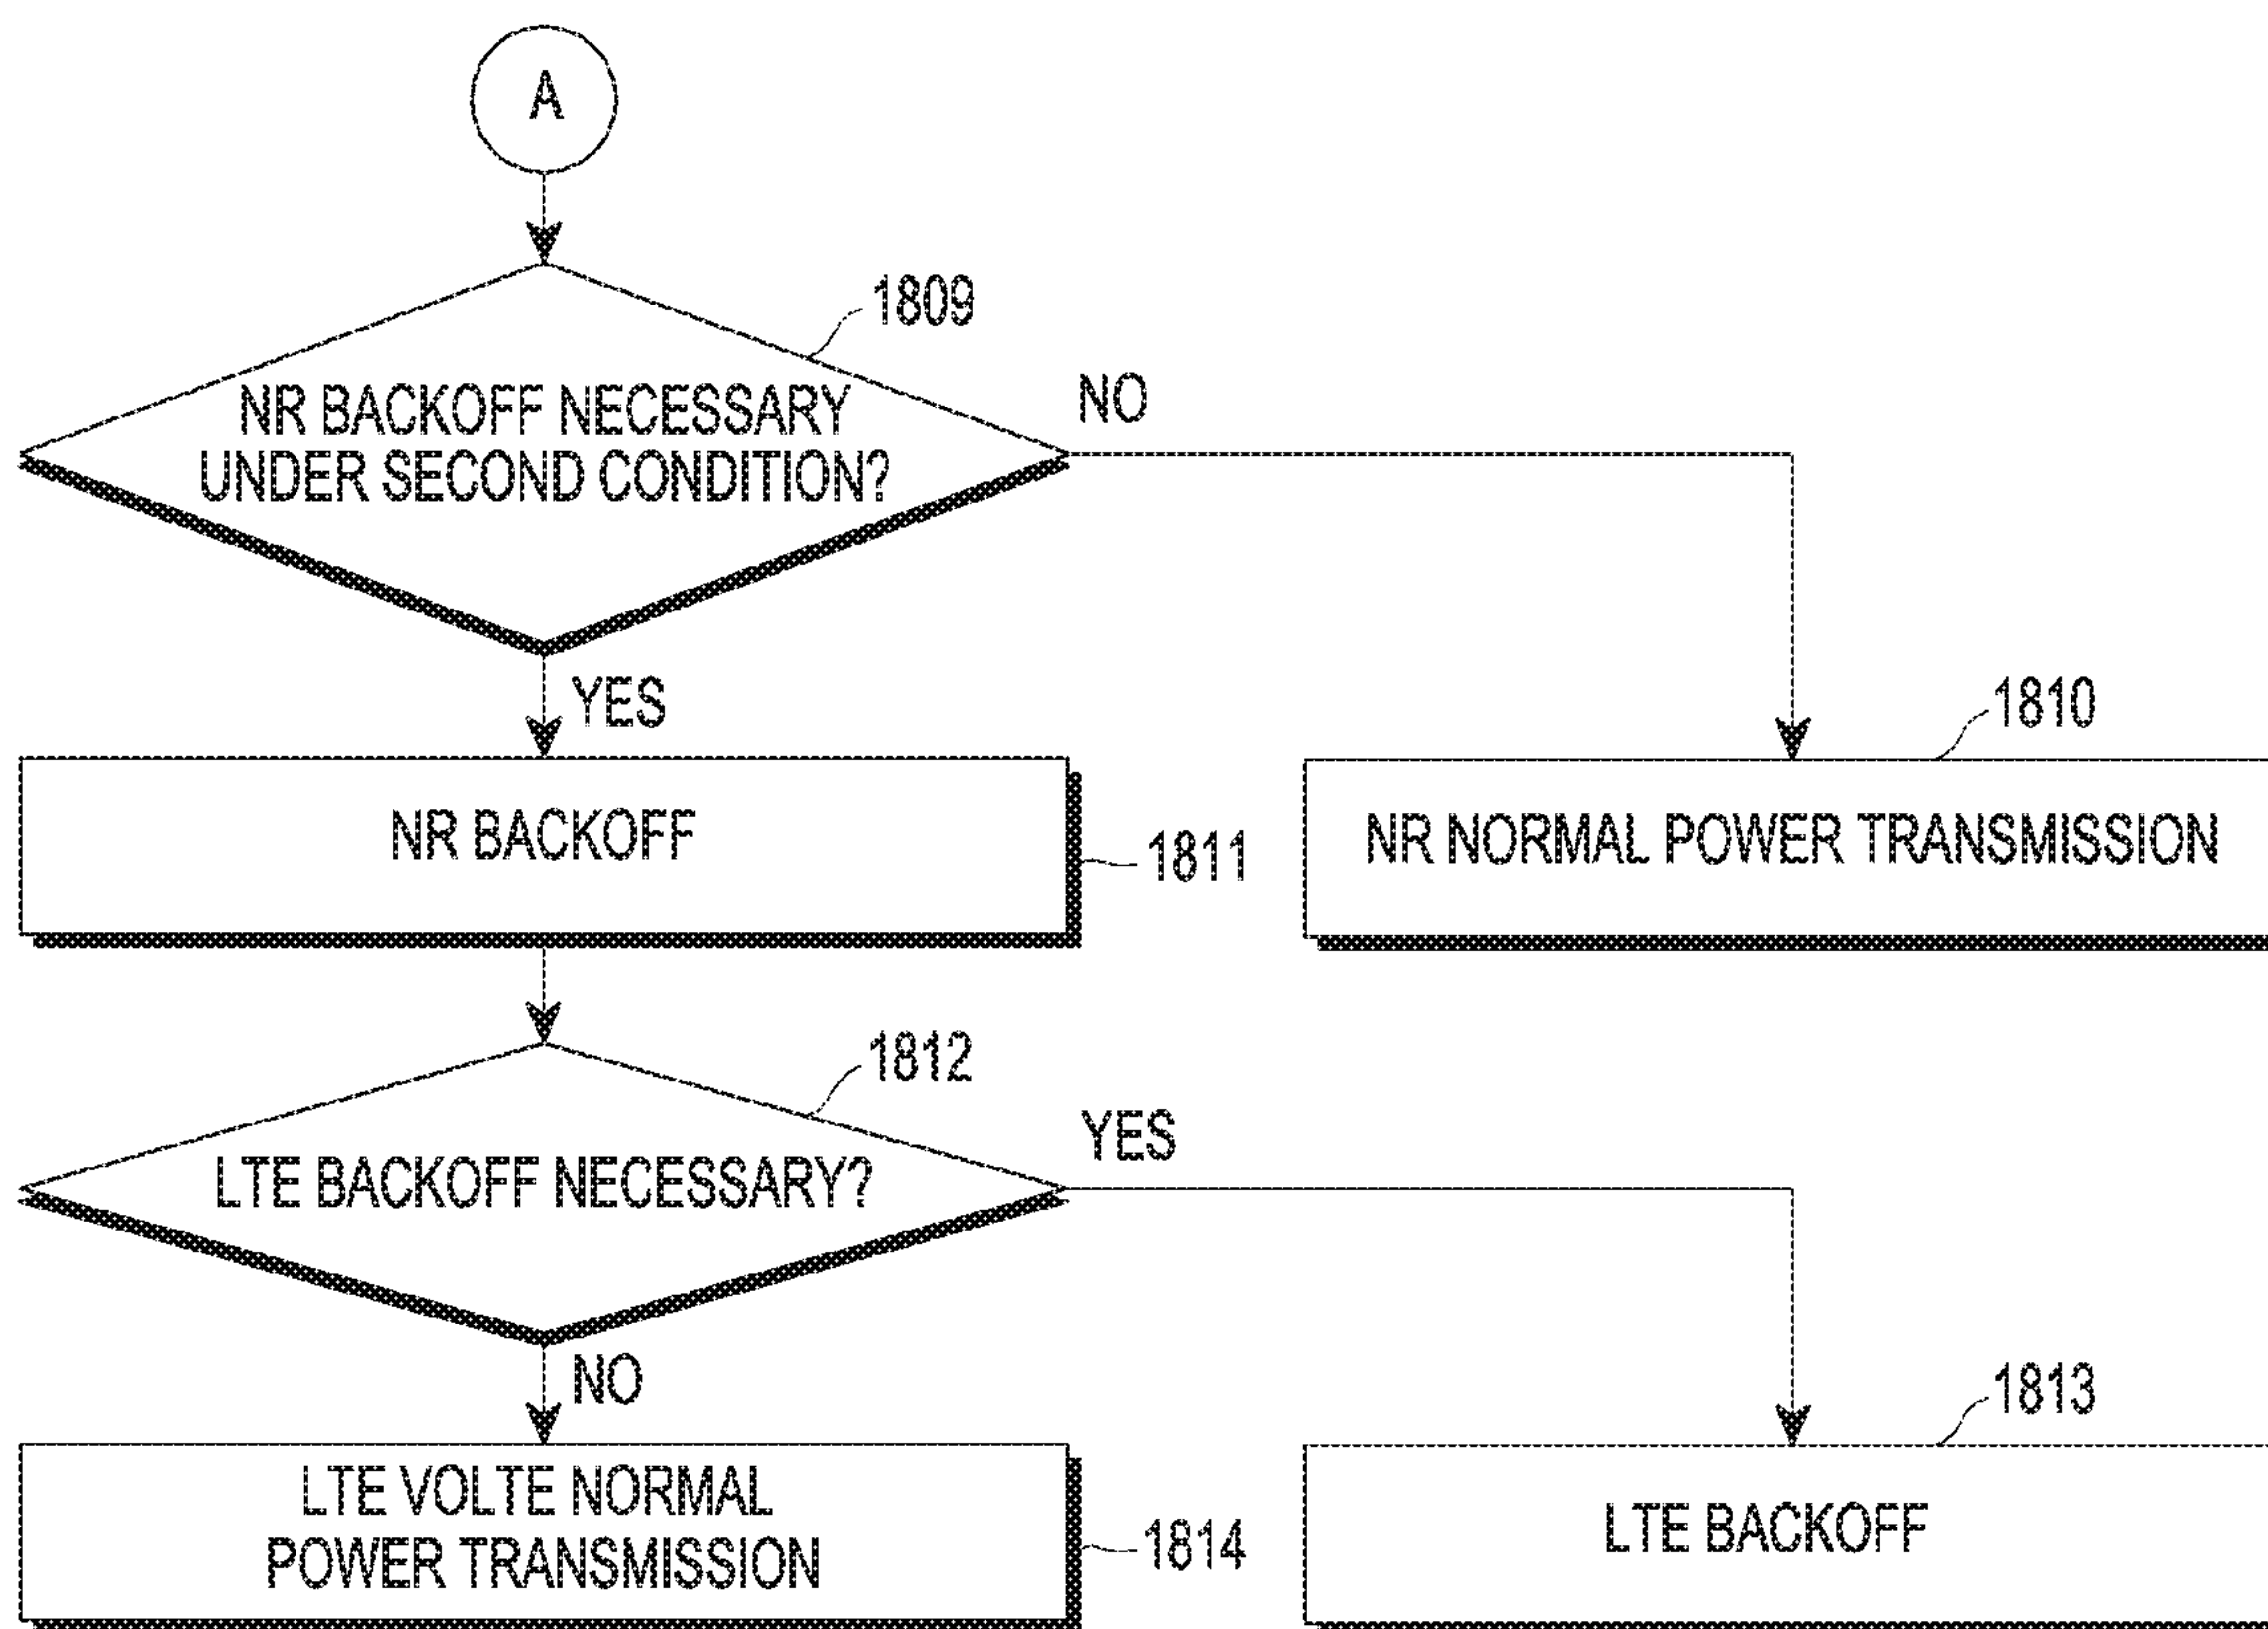 A
1809
NR BACKOFF NECESSARY
UNDER SECOND CONDITION?
NO
YES
1810
NR BACKOFF
1811
NR NORMAL POWER TRANSMISSION
1812
LTE BACKOFF NECESSARY?
YES
NO
1813
LTE VOLTE NORMAL
POWER TRANSMISSION
1814
LTE BACKOFF